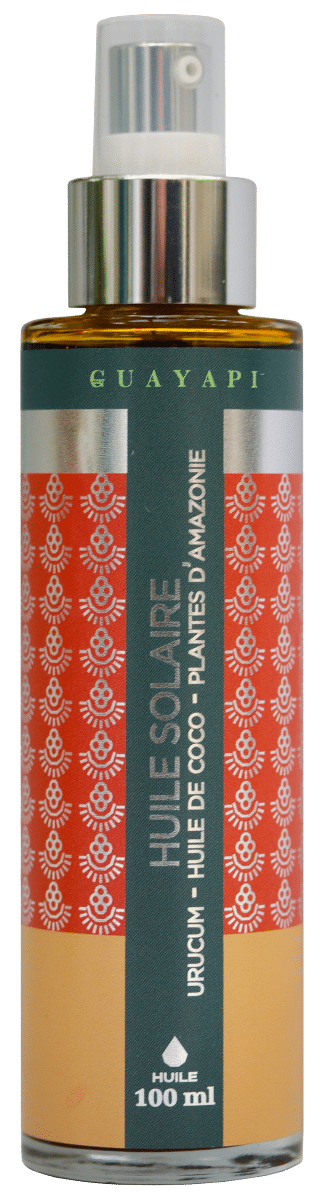 GUAYAPI
HUILE SOLAIRE
URUCUM - HUILE DE COCO - PLANTES D'AMAZONIE
HUILE
100 ml